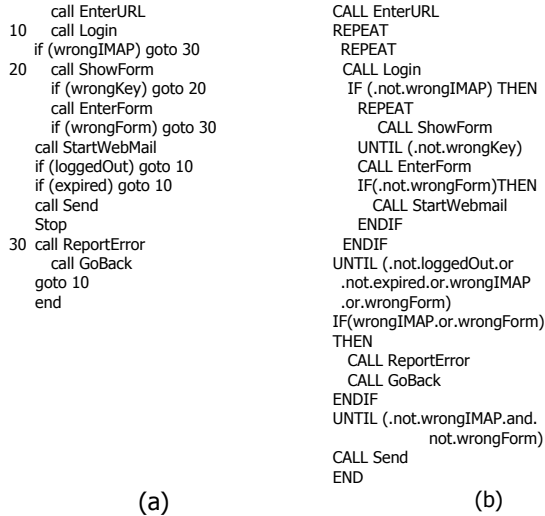 call EnterURL
10 call Login
if (wrongIMAP) goto 30
20 call ShowForm
if (wrongKey) goto 20
call EnterForm
if (wrongForm) goto 30
call StartWebMail
if (loggedOut) goto 10
if (expired) goto 10
call Send
Stop
30 call ReportError
call GoBack
goto 10
end
(a)
CALL EnterURL
REPEAT
REPEAT
CALL Login
IF (.not.wrongIMAP) THEN
REPEAT
CALL ShowForm
UNTIL (.not.wrongKey)
CALL EnterForm
IF(.not.wrongForm)THEN
CALL StartWebmail
ENDIF
ENDIF
UNTIL (.not.loggedOut.or
.not.expired.or.wrongIMAP
.or.wrongForm)
IF(wrongIMAP.or.wrongForm)
THEN
CALL ReportError
CALL GoBack
ENDIF
UNTIL (.not.wrongIMAP.and.
not.wrongForm)
CALL Send
END
(b)